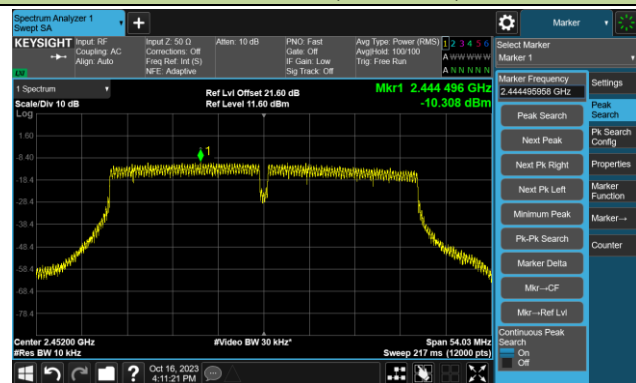 Spectrum Analyzer 1
Swept SA
Marker
KEYSIGHT
Input: RF
Coupling: AC
Align: Auto
Input Z: 50 Ω
Corrections: Off
Freq Ref: Int (S)
NFE: Adaptive
Atten: 10 dB
PNO: Fast
Gate: Off
IF Gain: Low
Sig Track: Off
Avg Type: Power (RMS)
Avg|Hold: 100/100
Trig: Free Run
1 2 3 4 5 6
A W W W W W
A N N N N N
Select Marker
Marker 1
1 Spectrum
Scale/Div 10 dB
Log
Ref Lvl Offset 21.60 dB
Ref Level 11.60 dBm
Mkr1 2.444 496 GHz
-10.308 dBm
1
1.60
-8.40
-18.4
-28.4
-38.4
-48.4
-58.4
-68.4
-78.4
Center 2.45200 GHz
#Res BW 10 kHz
#Video BW 30 kHz*
Span 54.03 MHz
Sweep 217 ms (12000 pts)
Marker Frequency
2.444495958 GHz
Peak Search
Next Peak
Next Pk Right
Next Pk Left
Minimum Peak
Pk-Pk Search
Marker Delta
Mkr→CF
Mkr→Ref Lvl
Continuous Peak
Search
On
Off
Settings
Peak
Search
Pk Search
Config
Properties
Marker
Function
Marker→
Counter
Oct 16, 2023
4:11:21 PM